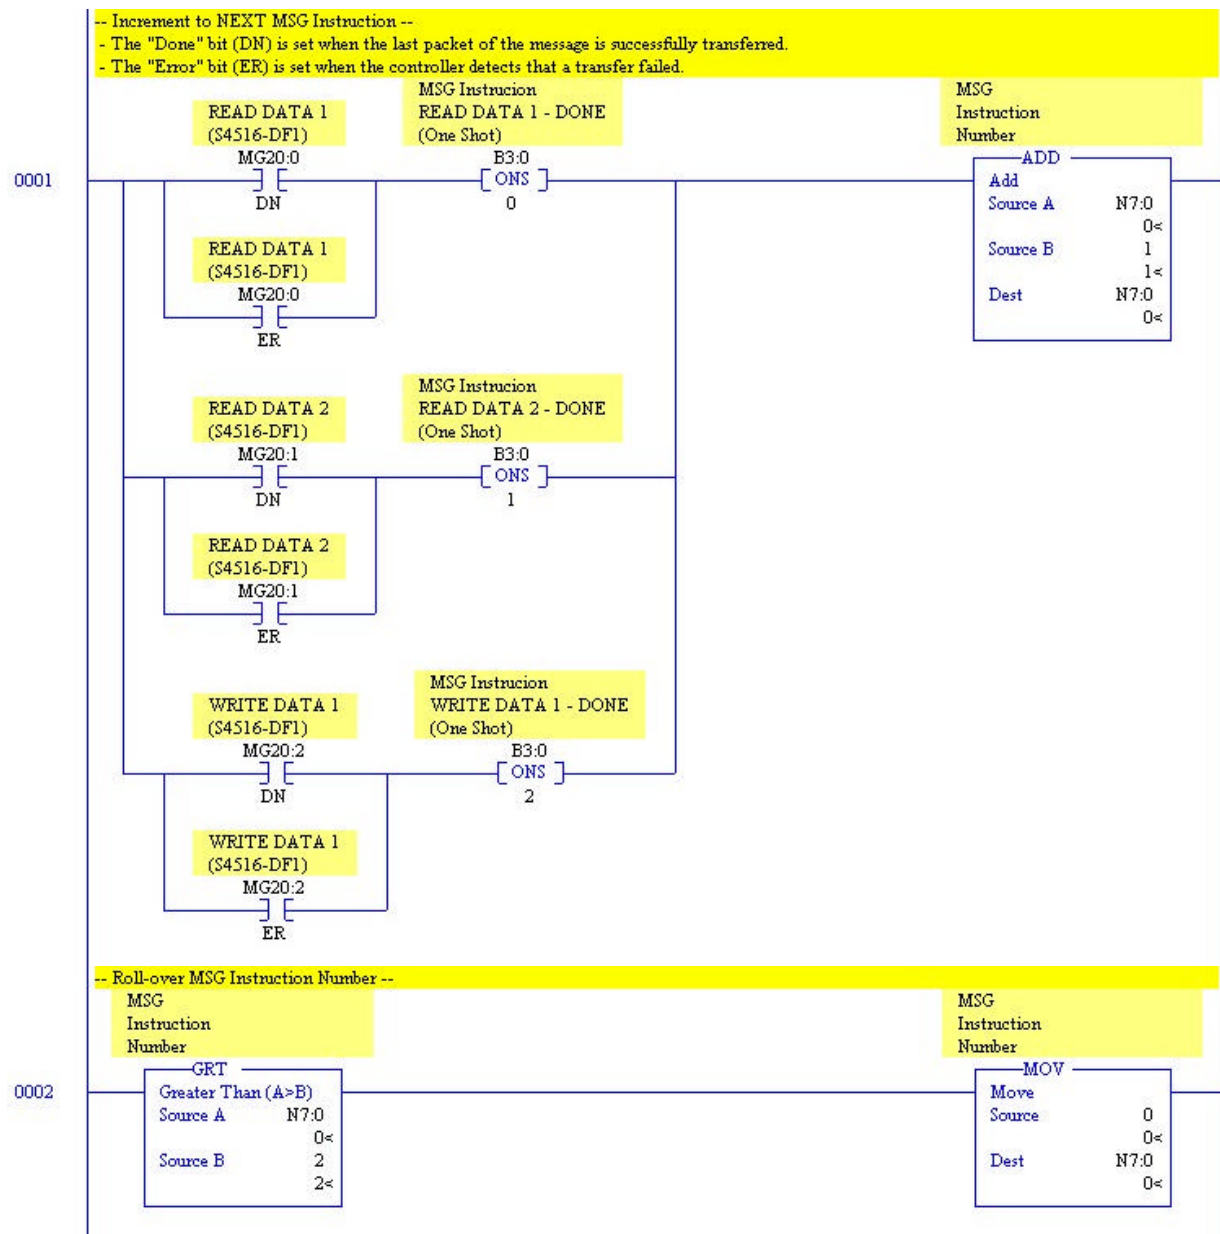 -- Increment to NEXT MSG Instruction --
- The "Done" bit (DN) is set when the last packet of the message is successfully transferred.
- The "Error" bit (ER) is set when the controller detects that a transfer failed.
READ DATA 1
(S4516-DF1)
MG20:0
DN
MSG Instrucion
READ DATA 1 - DONE
(One Shot)
B3:0
ONS
0
MSG
Instruction
Number
ADD
Add
Source A N7:0
0<
Source B 1
1<
Dest N7:0
0<
0001
READ DATA 1
(S4516-DF1)
MG20:0
ER
READ DATA 2
(S4516-DF1)
MG20:1
DN
MSG Instrucion
READ DATA 2 - DONE
(One Shot)
B3:0
ONS
1
READ DATA 2
(S4516-DF1)
MG20:1
ER
WRITE DATA 1
(S4516-DF1)
MG20:2
DN
MSG Instrucion
WRITE DATA 1 - DONE
(One Shot)
B3:0
ONS
2
WRITE DATA 1
(S4516-DF1)
MG20:2
ER
-- Roll-over MSG Instruction Number --
MSG
Instruction
Number
GRT
Greater Than (A>B)
Source A N7:0
0<
Source B 2
2<
MSG
Instruction
Number
MOV
Move
Source 0
0<
Dest N7:0
0<
0002